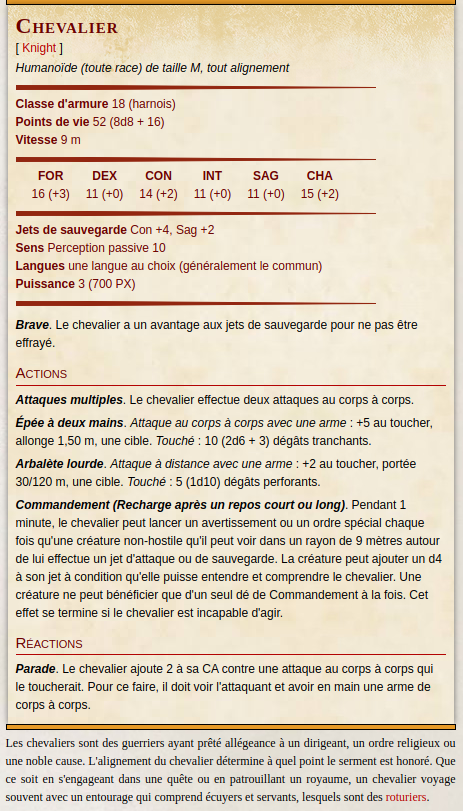 Chevalier
[ Knight ]
Humanoïde (toute race) de taille M, tout alignement
Classe d'armure 18 (harnois)
Points de vie 52 (8d8 + 16)
Vitesse 9 m
FOR DEX CON INT SAG CHA
16 (+3) 11 (+0) 14 (+2) 11 (+0) 11 (+0) 15 (+2)
Jets de sauvegarde Con +4, Sag +2
Sens Perception passive 10
Langues une langue au choix (généralement le commun)
Puissance 3 (700 PX)
Brave. Le chevalier a un avantage aux jets de sauvegarde pour ne pas être
effrayé.
Actions
Attaques multiples. Le chevalier effectue deux attaques au corps à corps.
Épée à deux mains. Attaque au corps à corps avec une arme : +5 au toucher,
allonge 1,50 m, une cible. Touché : 10 (2d6 + 3) dégâts tranchants.
Arbalète lourde. Attaque à distance avec une arme : +2 au toucher, portée
30/120 m, une cible. Touché : 5 (1d10) dégâts perforants.
Commandement (Recharge après un repos court ou long). Pendant 1
minute, le chevalier peut lancer un avertissement ou un ordre spécial chaque
fois qu'une créature non-hostile qu'il peut voir dans un rayon de 9 mètres autour
de lui effectue un jet d'attaque ou de sauvegarde. La créature peut ajouter un d4
à son jet à condition qu'elle puisse entendre et comprendre le chevalier. Une
créature ne peut bénéficier que d'un seul dé de Commandement à la fois. Cet
effet se termine si le chevalier est incapable d'agir.
Réactions
Parade. Le chevalier ajoute 2 à sa CA contre une attaque au corps à corps qui
le toucherait. Pour ce faire, il doit voir l'attaquant et avoir en main une arme de
corps à corps.
Les chevaliers sont des guerriers ayant prêté allégeance à un dirigeant, un ordre religieux ou
une noble cause. L'alignement du chevalier détermine à quel point le serment est honoré. Que
ce soit en s'engageant dans une quête ou en patrouillant un royaume, un chevalier voyage
souvent avec un entourage qui comprend écuyers et servants, lesquels sont des roturiers.